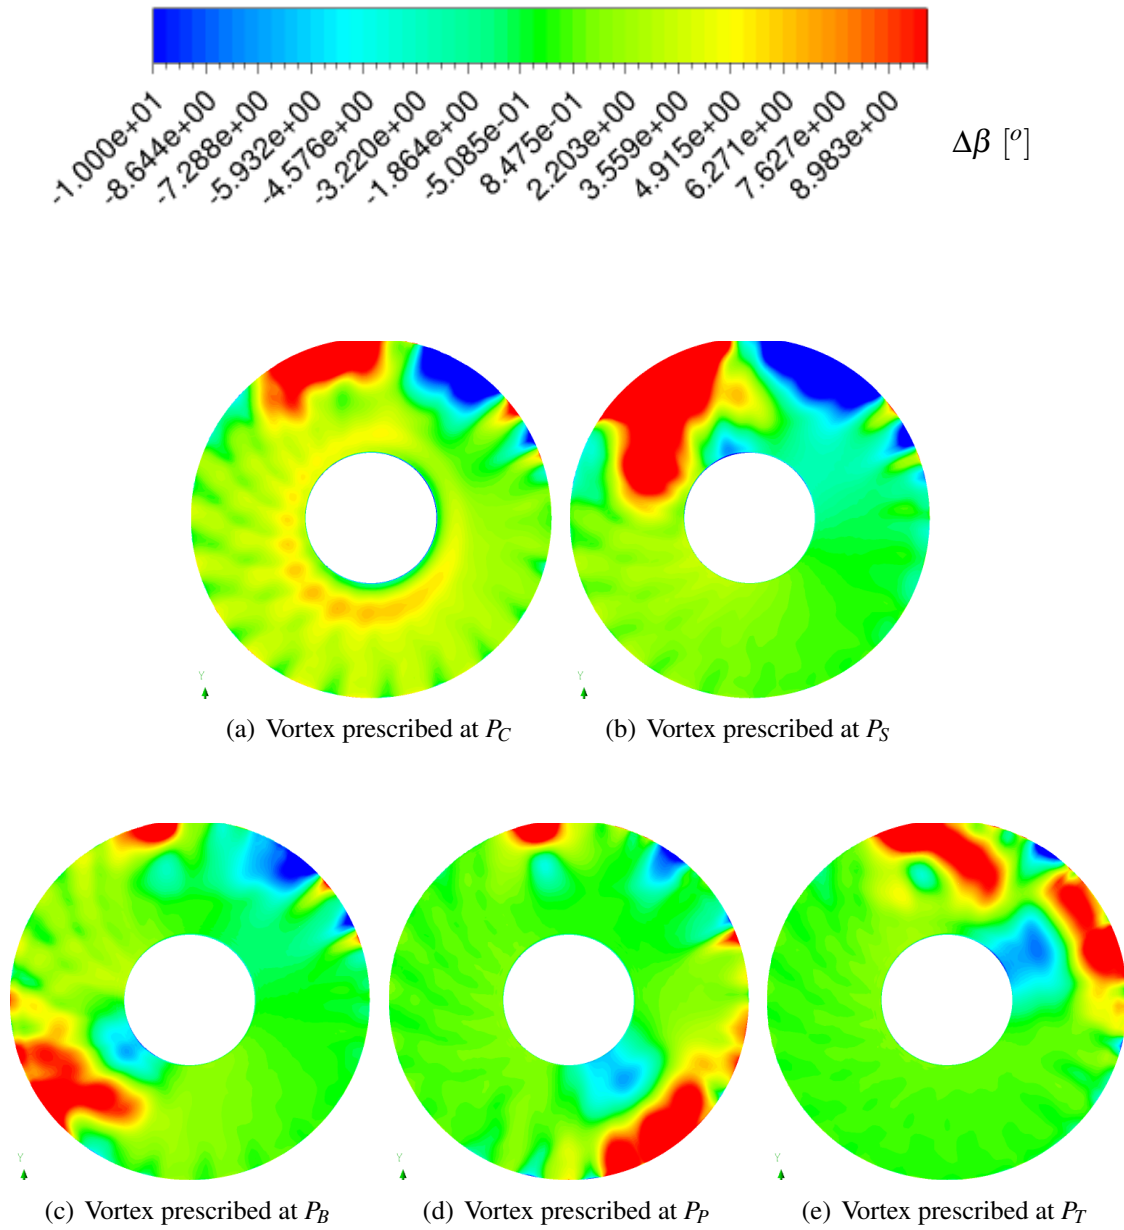 -1.000e+01
-8.644e+00
-7.288e+00
-5.932e+00
-4.576e+00
-3.220e+00
-1.864e+00
-5.085e-01
8.475e-01
2.203e+00
3.559e+00
4.915e+00
6.271e+00
7.627e+00
8.983e+00
Δβ [°]
Y
Y
(a) Vortex prescribed at P_C
(b) Vortex prescribed at P_S
Y
Y
Y
(c) Vortex prescribed at P_B
(d) Vortex prescribed at P_P
(e) Vortex prescribed at P_T